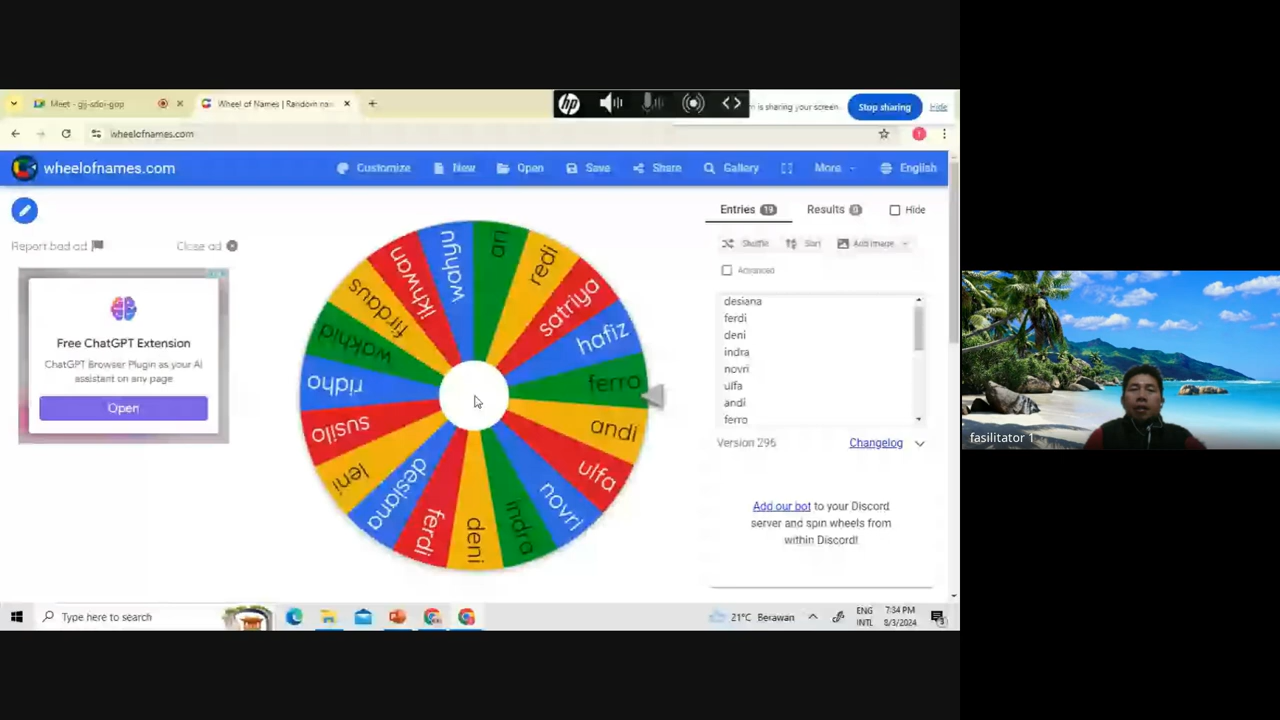 Meet - gjj-sdoi-gop
Wheel of Names | Random na
is sharing your screen.
Stop sharing
Hide
wheelofnames.com
wheelofnames.com
Customize
New
Open
Save
Share
Gallery
More
English
Report bad ad
Close ad
Free ChatGPT Extension
ChatGPT Browser Plugin as your AI
assistant on any page
Open
ari
redi
satriya
hafiz
ferro
andi
ulfa
novri
indra
deni
ferdi
desiana
leni
susilo
ridho
wakhid
firdaus
ikhwan
wahyu
Entries 19
Results 0
Hide
Shuffle
Sort
Add image
Advanced
desiana
ferdi
deni
indra
novri
ulfa
andi
ferro
Version 296
Changelog
Add our bot to your Discord
server and spin wheels from
within Discord!
fasilitator 1
Type here to search
21°C Berawan
ENG
INTL
7:34 PM
8/3/2024
hp